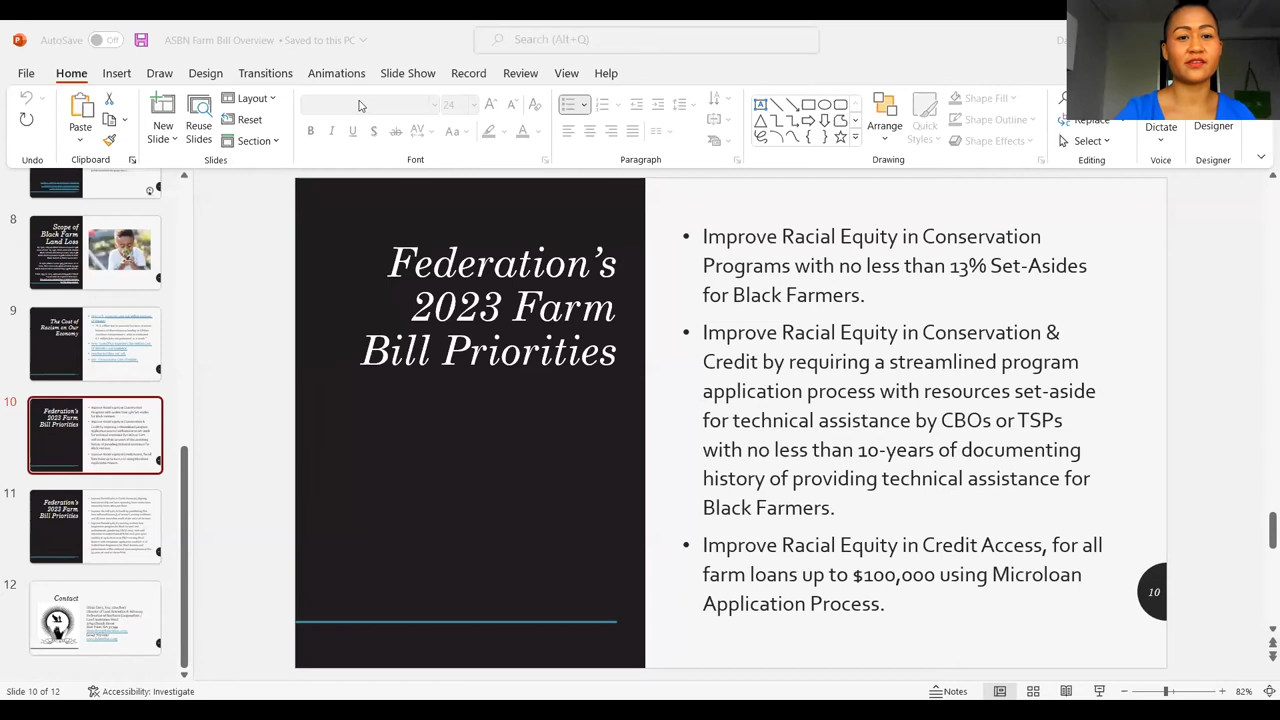 AutoSave Off ASBN Farm Bill Overview • Saved to this PC Search (Alt+Q)
File Home Insert Draw Design Transitions Animations Slide Show Record Review View Help
Paste New Slide Reuse Slides Layout Reset Section 24 Aa AV Arrange Quick Styles Shape Fill Shape Outline Shape Effects Replace Select Dictate Designer
Undo Clipboard Slides Font Paragraph Drawing Editing Voice Designer
8
Scope of
Black Farm
Land Loss
9
The Cost of
Racism on Our
Economy
10
Federation's
2023 Farm
Bill Priorities
11
Federation's
2023 Farm
Bill Priorities
12
Contact
Federation's
2023 Farm
Bill Priorities
• Improve Racial Equity in Conservation
Programs with no less than 13% Set-Asides
for Black Farmers.
• Improve Racial Equity in Conservation &
Credit by requiring a streamlined program
application process with resources set-aside
for technical assistance by CBOs or TSPs
with no less than 10-years of documenting
history of providing technical assistance for
Black Farmers.
• Improve Racial Equity in Credit Access, for all
farm loans up to $100,000 using Microloan
Application Process.
10
Slide 10 of 12 Accessibility: Investigate Notes 82%